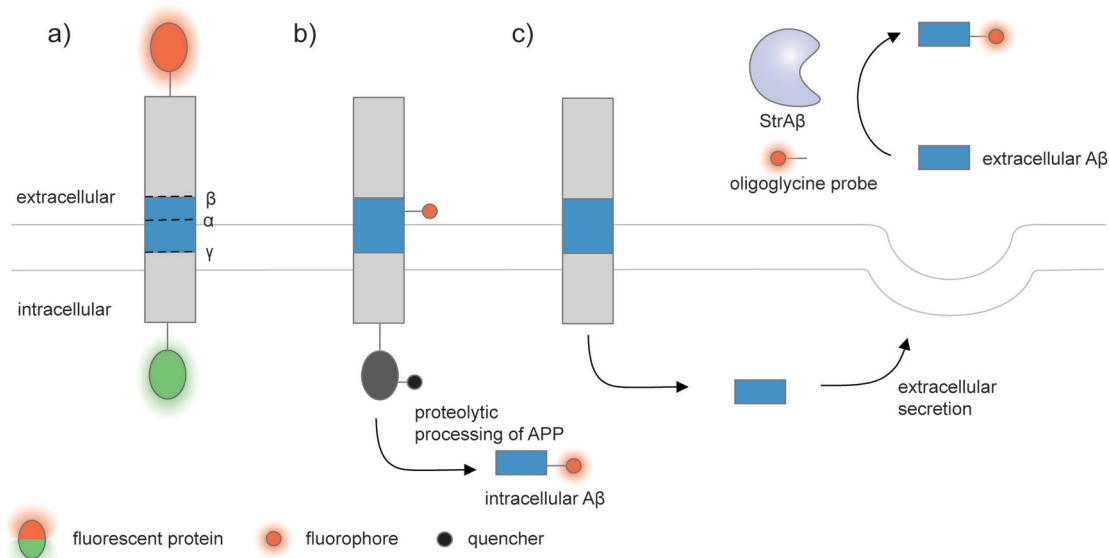 a)
b)
c)
StrAβ
oligoglycine probe
extracellular Aβ
extracellular
β
α
γ
intracellular
proteolytic
processing of APP
extracellular
secretion
intracellular Aβ
fluorescent protein
fluorophore
quencher